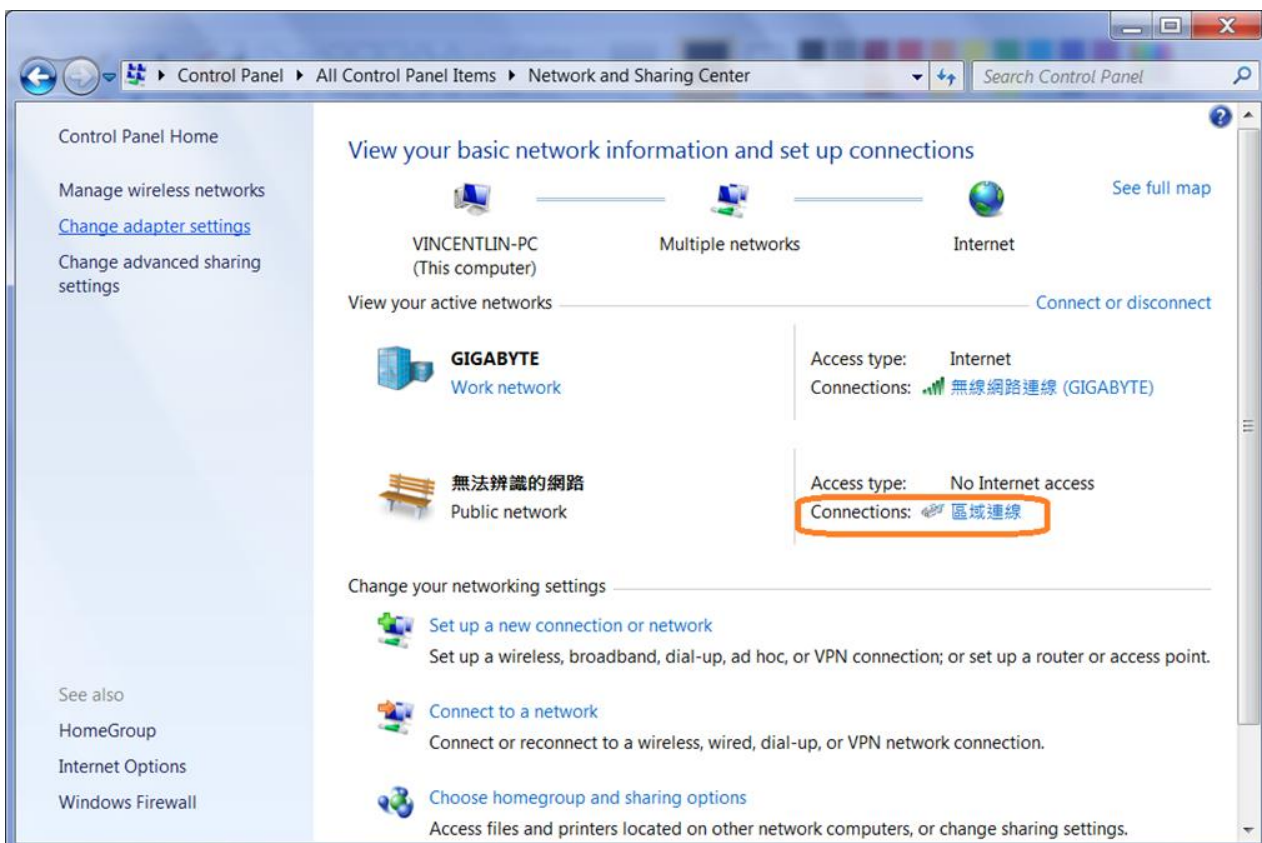 Control Panel ▸ All Control Panel Items ▸ Network and Sharing Center
Search Control Panel
Control Panel Home
Manage wireless networks
Change adapter settings
Change advanced sharing
settings
See also
HomeGroup
Internet Options
Windows Firewall
View your basic network information and set up connections
See full map
VINCENTLIN-PC
(This computer)
Multiple networks
Internet
View your active networks
Connect or disconnect
GIGABYTE
Work network
Access type: Internet
Connections: 無線網路連線 (GIGABYTE)
無法辨識的網路
Public network
Access type: No Internet access
Connections: 區域連線
Change your networking settings
Set up a new connection or network
Set up a wireless, broadband, dial-up, ad hoc, or VPN connection; or set up a router or access point.
Connect to a network
Connect or reconnect to a wireless, wired, dial-up, or VPN network connection.
Choose homegroup and sharing options
Access files and printers located on other network computers, or change sharing settings.